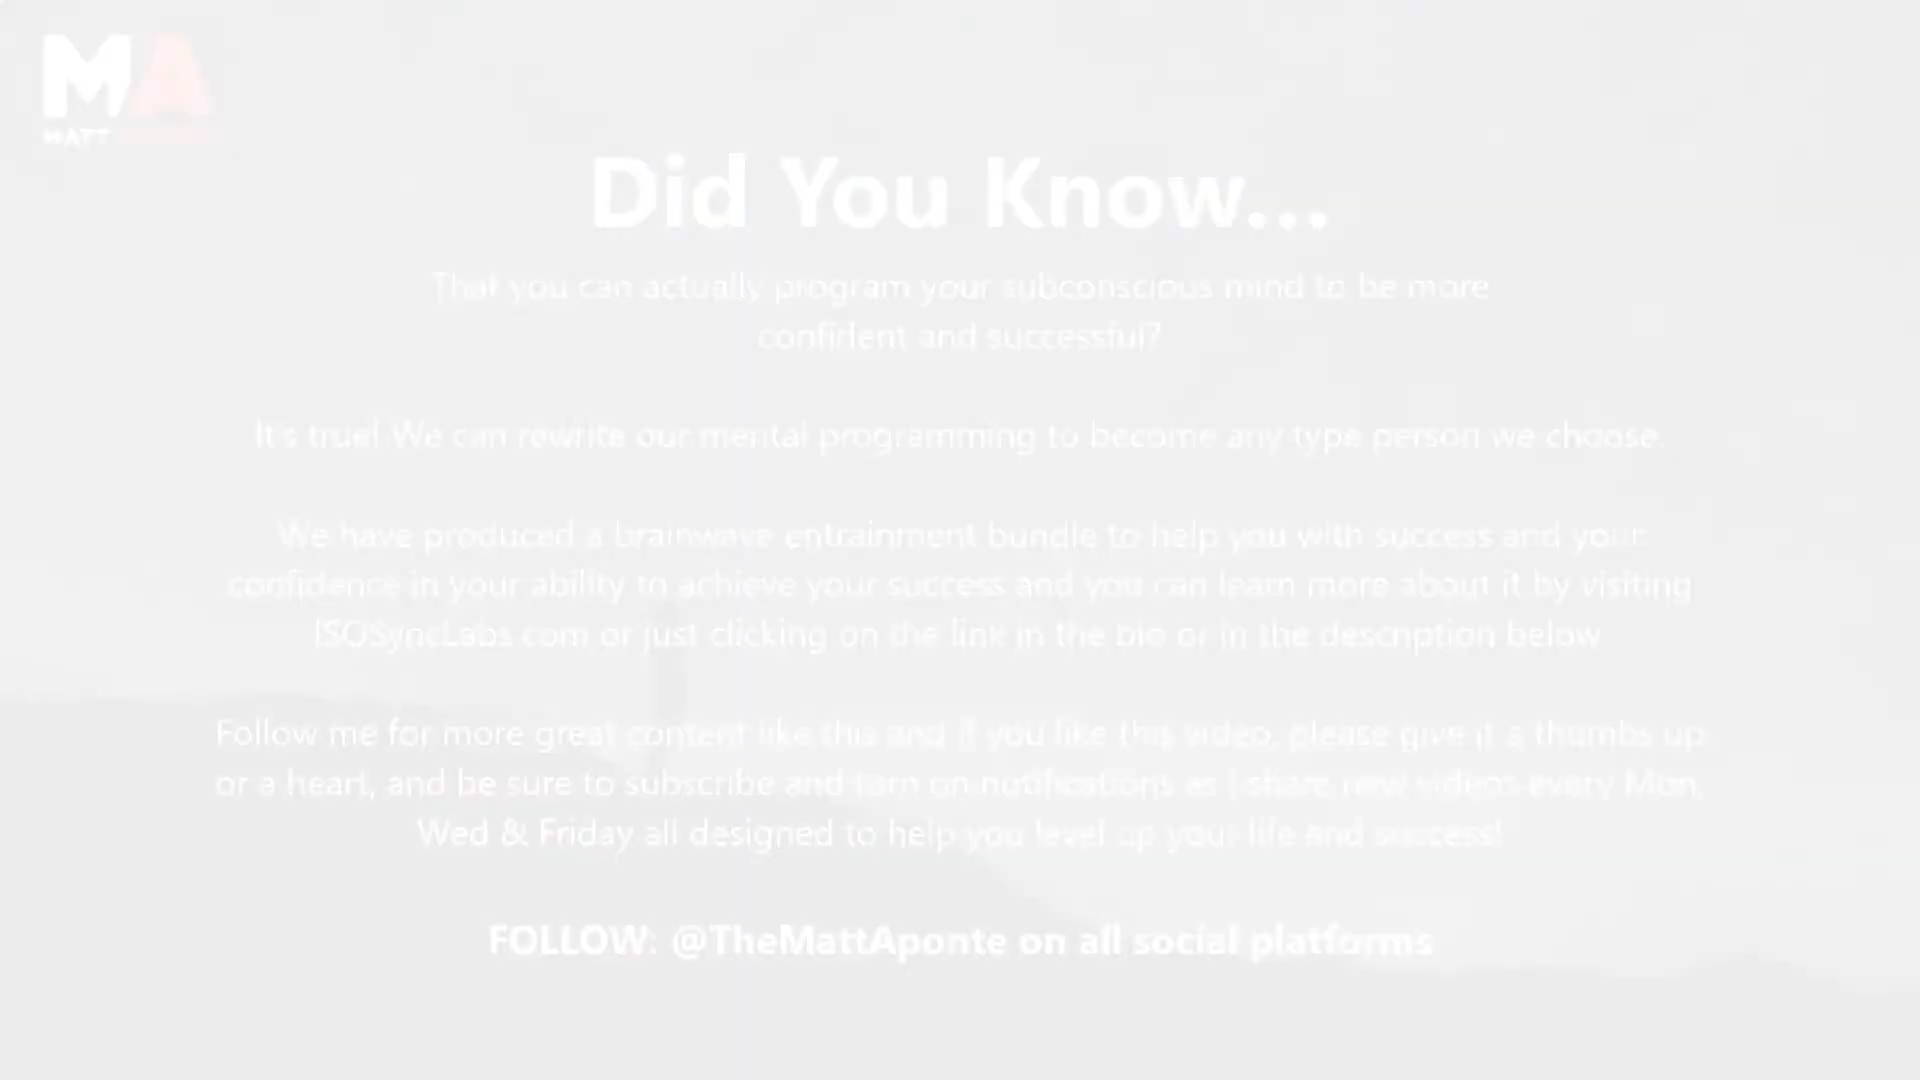 MA
MATT
Did You Know...
That you can actually program your subconscious mind to be more
confident and successful?
It's true! We can rewrite our mental programming to become any type person we choose.
We have produced a brainwave entrainment bundle to help you with success and your
confidence in your ability to achieve your success and you can learn more about it by visiting
ISOSyncLabs.com or just clicking on the link in the bio or in the description below
Follow me for more great content like this and if you like this video, please give it a thumbs up
or a heart, and be sure to subscribe and turn on notifications as I share new videos every Mon,
Wed & Friday all designed to help you level up your life and success!
FOLLOW: @TheMattAponte on all social platforms